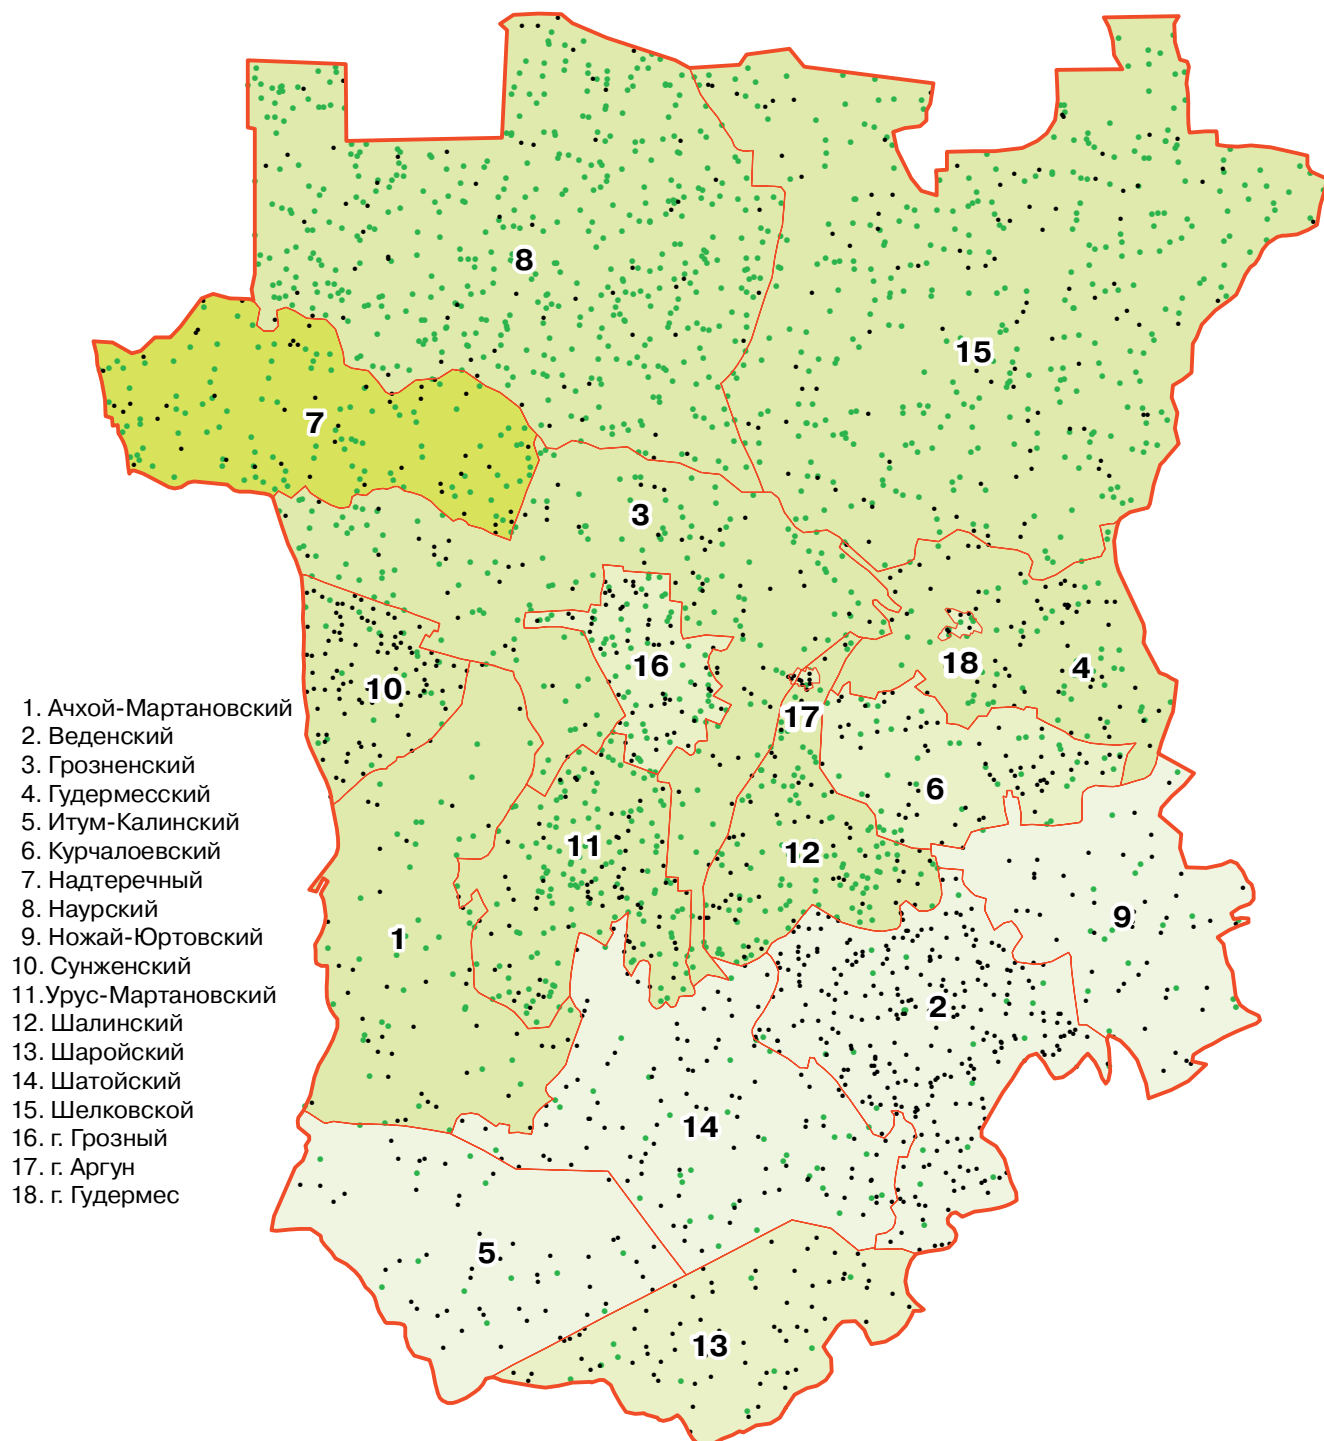 8
15
7
3
16
10
18
4
17
6
11
12
9
1
2
14
5
13
1. Ачхой-Мартановский
2. Веденский
3. Грозненский
4. Гудермесский
5. Итум-Калинский
6. Курчалоевский
7. Надтеречный
8. Наурский
9. Ножай-Юртовский
10. Сунженский
11.Урус-Мартановский
12. Шалинский
13. Шаройский
14. Шатойский
15. Шелковской
16. г. Грозный
17. г. Аргун
18. г. Гудермес